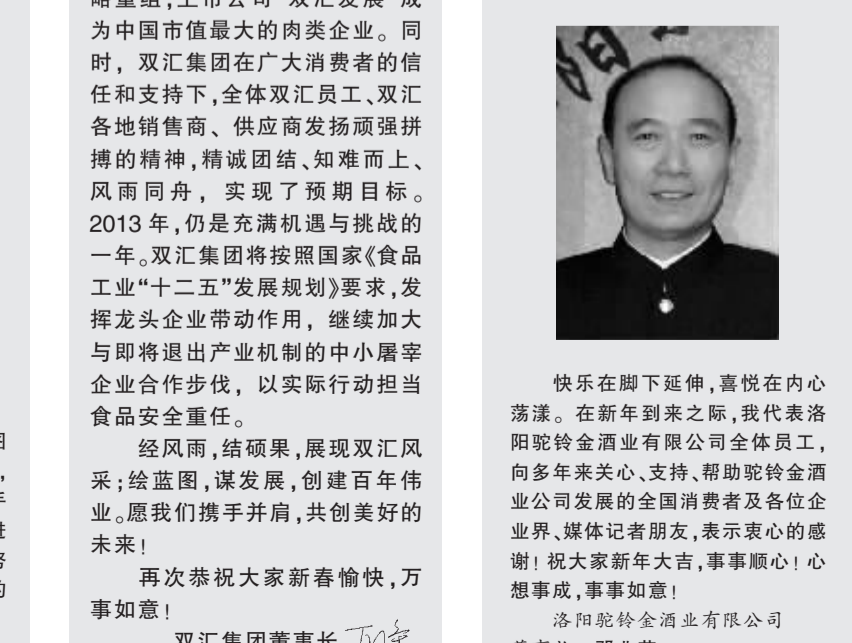 略重组,上市公司“双汇发展”成
为中国市值最大的肉类企业。同
时，双汇集团在广大消费者的信
任和支持下,全体双汇员工、双汇
各地销售商、供应商发扬顽强拼
搏的精神,精诚团结、知难而上、
风雨同舟，实现了预期目标。
2013年,仍是充满机遇与挑战的
一年。双汇集团将按照国家《食品
工业“十二五”发展规划》要求,发
挥龙头企业带动作用，继续加大
与即将退出产业机制的中小屠宰
企业合作步伐，以实际行动担当
食品安全重任。
经风雨,结硕果,展现双汇风
采;绘蓝图,谋发展,创建百年伟
业。愿我们携手并肩,共创美好的
未来！
再次恭祝大家新春愉快,万
事如意！
双汇集团董事长
快乐在脚下延伸,喜悦在内心
荡漾。在新年到来之际,我代表洛
阳驼铃金酒业有限公司全体员工,
向多年来关心、支持、帮助驼铃金酒
业公司发展的全国消费者及各位企
业界、媒体记者朋友,表示衷心的感
谢！祝大家新年大吉,事事顺心！心
想事成,事事如意！
洛阳驼铃金酒业有限公司